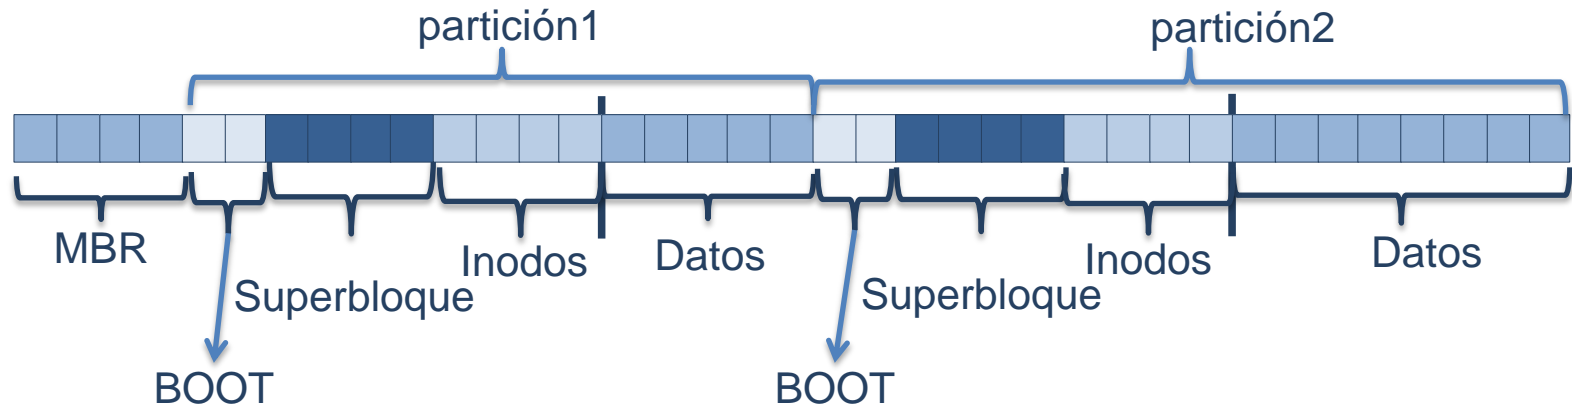 partición1
partición2
MBR
Inodos
Datos
Inodos
Datos
Superbloque
Superbloque
BOOT
BOOT